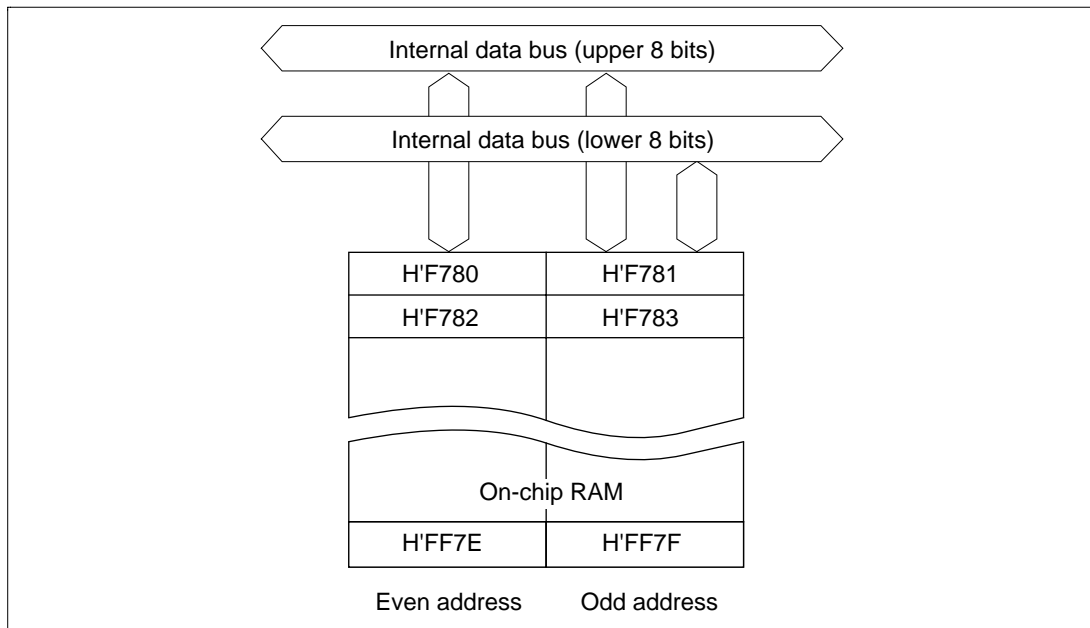 Internal data bus (upper 8 bits)
Internal data bus (lower 8 bits)
H'F780 H'F781
H'F782 H'F783
On-chip RAM
H'FF7E H'FF7F
Even address Odd address